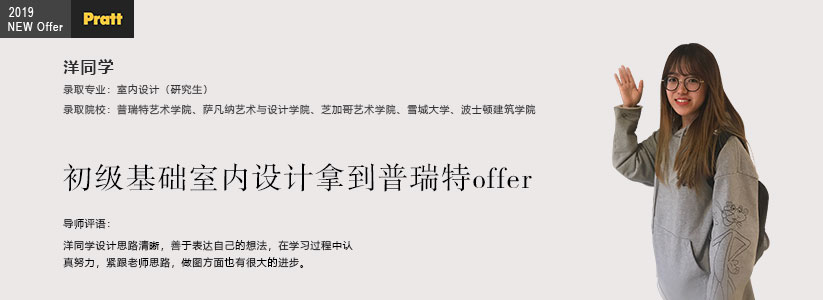 2019
NEW Offer
Pratt
洋同学
录取专业：室内设计（研究生）
录取院校：普瑞特艺术学院、萨凡纳艺术与设计学院、芝加哥艺术学院、雪城大学、波士顿建筑学院
初级基础室内设计拿到普瑞特offer
导师评语：
洋同学设计思路清晰，善于表达自己的想法，在学习过程中认
真努力，紧跟老师思路，做图方面也有很大的进步。